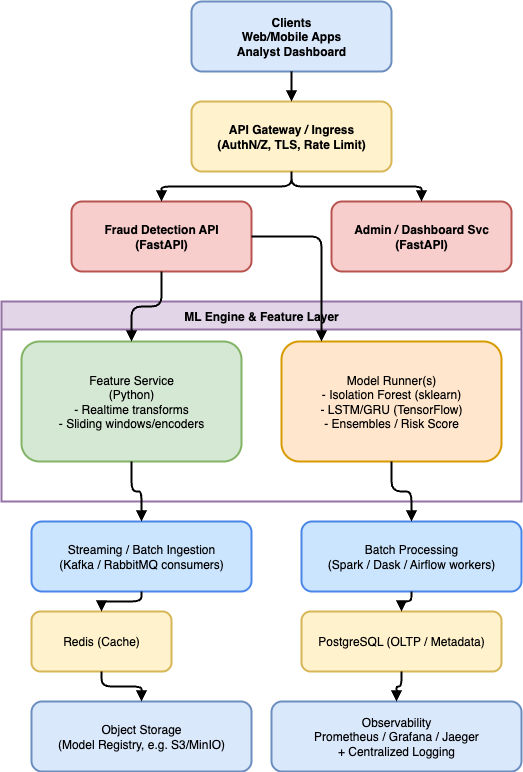 Clients
Web/Mobile Apps
Analyst Dashboard
API Gateway / Ingress
(AuthN/Z, TLS, Rate Limit)
Fraud Detection API
(FastAPI)
Admin / Dashboard Svc
(FastAPI)
ML Engine & Feature Layer
Feature Service
(Python)
- Realtime transforms
- Sliding windows/encoders
Model Runner(s)
- Isolation Forest (sklearn)
- LSTM/GRU (TensorFlow)
- Ensembles / Risk Score
Streaming / Batch Ingestion
(Kafka / RabbitMQ consumers)
Batch Processing
(Spark / Dask / Airflow workers)
Redis (Cache)
PostgreSQL (OLTP / Metadata)
Object Storage
(Model Registry, e.g. S3/MinIO)
Observability
Prometheus / Grafana / Jaeger
+ Centralized Logging